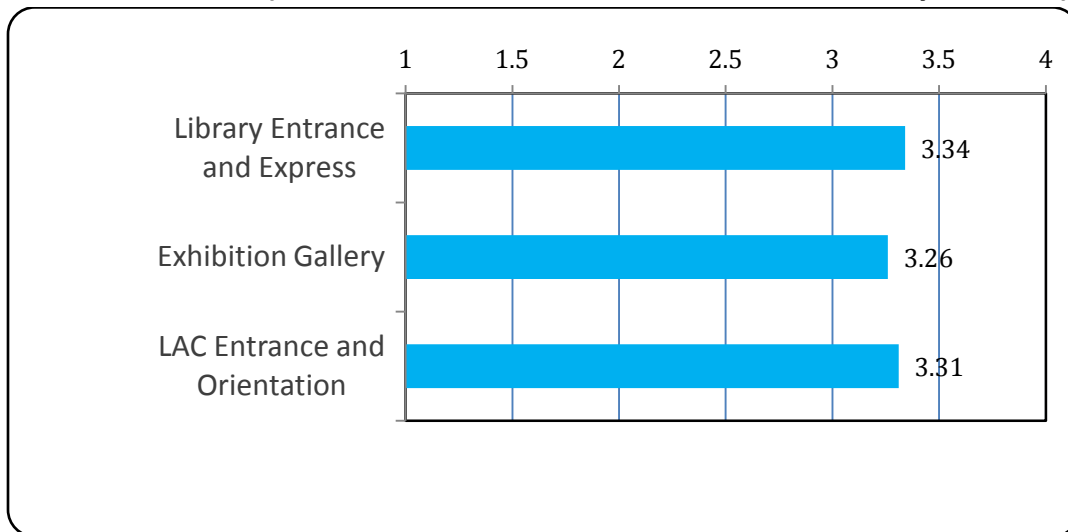 1 1.5 2 2.5 3 3.5 4
Library Entrance
and Express
3.34
Exhibition Gallery
3.26
LAC Entrance and
Orientation
3.31